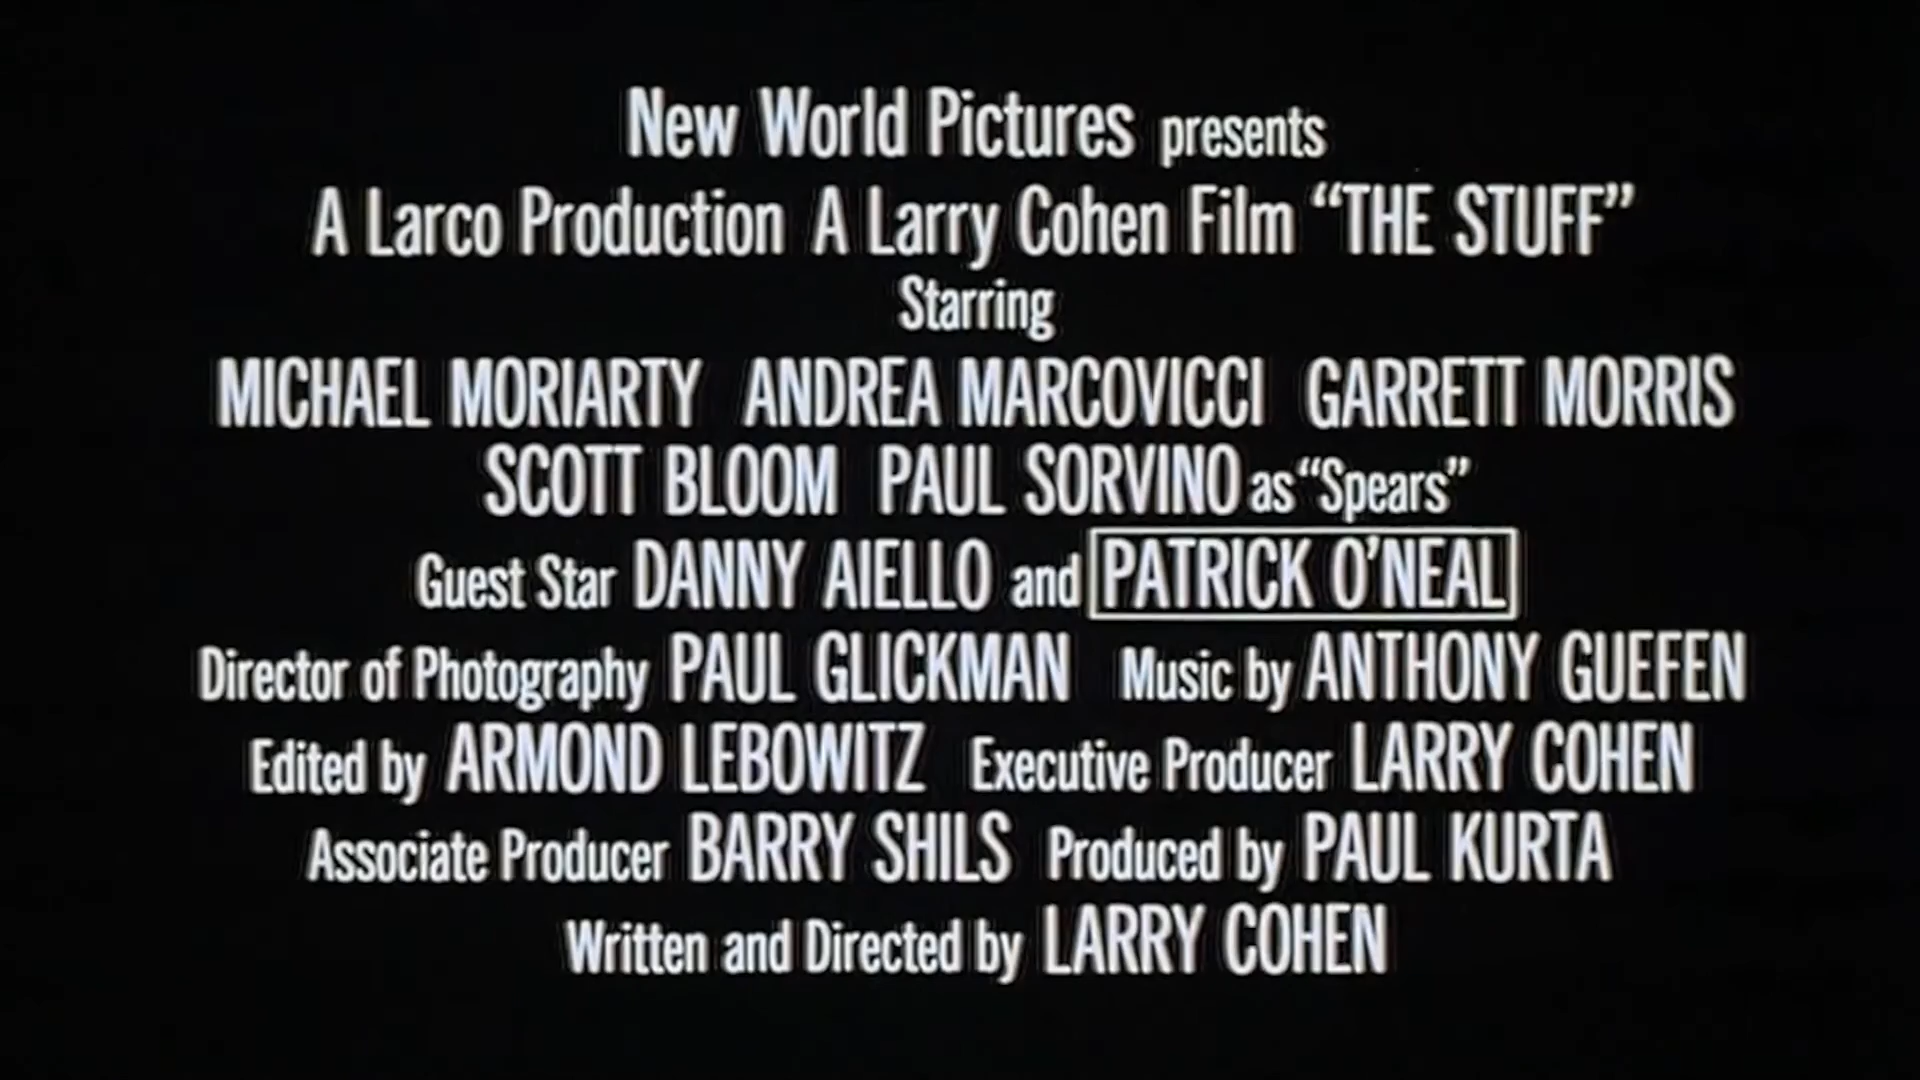 New World Pictures presents
A Larco Production A Larry Cohen Film “THE STUFF”
Starring
MICHAEL MORIARTY ANDREA MARCOVICCI GARRETT MORRIS
SCOTT BLOOM PAUL SORVINO as “Spears”
Guest Star DANNY AIELLO and PATRICK O’NEAL
Director of Photography PAUL GLICKMAN Music by ANTHONY GUEFEN
Edited by ARMOND LEBOWITZ Executive Producer LARRY COHEN
Associate Producer BARRY SHILS Produced by PAUL KURTA
Written and Directed by LARRY COHEN